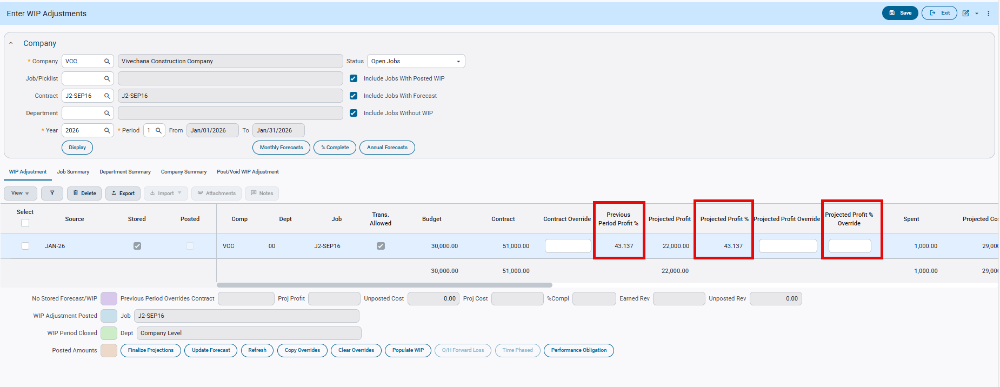 Enter WIP Adjustments
Save
Exit
Company
* Company VCC Vivechana Construction Company Status Open Jobs
Job/Picklist Include Jobs With Posted WIP
Contract J2-SEP16 J2-SEP16 Include Jobs With Forecast
Department Include Jobs Without WIP
* Year 2026 * Period 1 From Jan/01/2026 To Jan/31/2026
Display Monthly Forecasts % Complete Annual Forecasts
WIP Adjustment Job Summary Department Summary Company Summary Post/Void WIP Adjustment
View Delete Export Import Attachments Notes
Select Source Stored Posted Comp Dept Job Trans. Allowed Budget Contract Contract Override Previous Period Profit % Projected Profit Projected Profit % Projected Profit Override Projected Profit % Override Spent Projected Co
JAN-26 VCC 00 J2-SEP16 30,000.00 51,000.00 43.137 22,000.00 43.137 1,000.00 29,000
30,000.00 51,000.00 22,000.00 1,000.00 29,000
No Stored Forecast/WIP Previous Period Overrides Contract Proj Profit Unposted Cost 0.00 Proj Cost %Compl Earned Rev Unposted Rev 0.00
WIP Adjustment Posted Job J2-SEP16
WIP Period Closed Dept Company Level
Posted Amounts Finalize Projections Update Forecast Refresh Copy Overrides Clear Overrides Populate WIP O/H Forward Loss Time Phased Performance Obligation